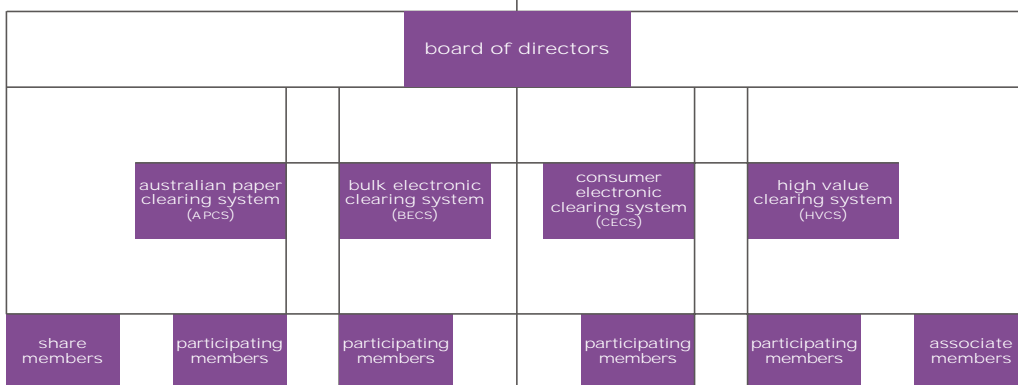 board of directors
australian paper
clearing system
(APCS)
bulk electronic
clearing system
(BECS)
consumer
electronic
clearing system
(CECS)
high value
clearing system
(HVCS)
share
members
participating
members
participating
members
participating
members
participating
members
associate
members